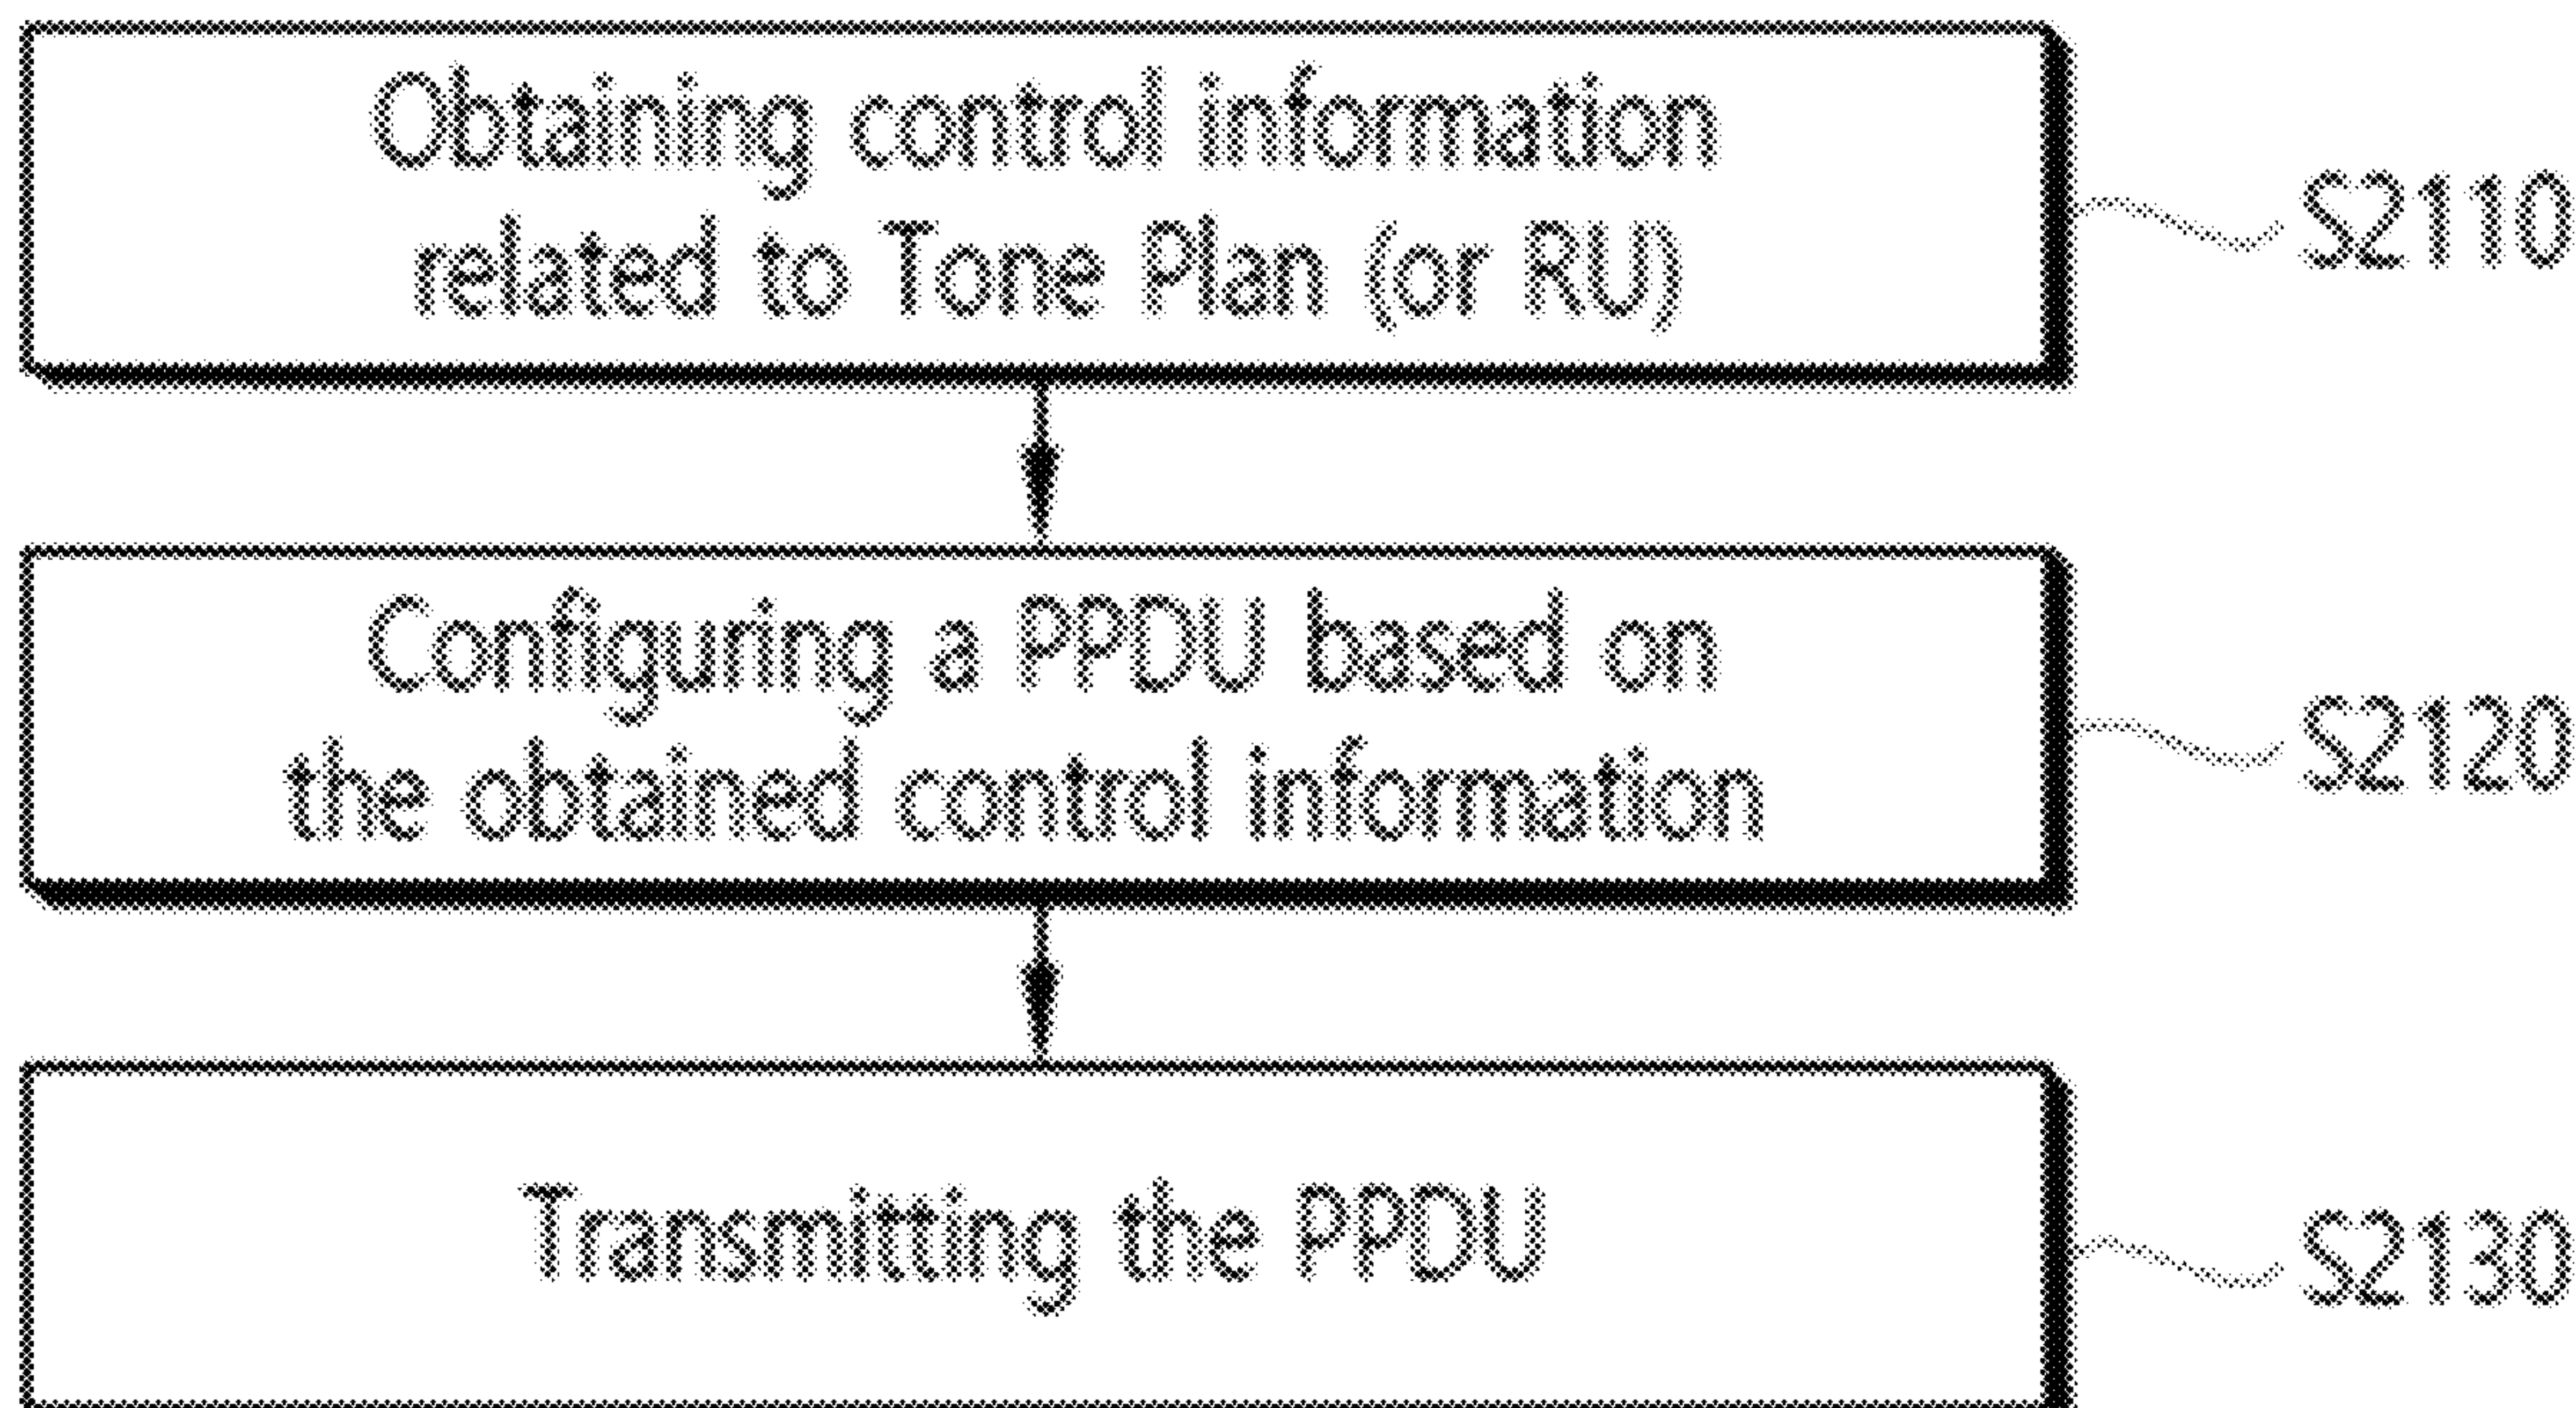 Obtaining control information
related to Tone Plan (or RU)
S2110
Configuring a PPDU based on
the obtained control information
S2120
Transmitting the PPDU
S2130